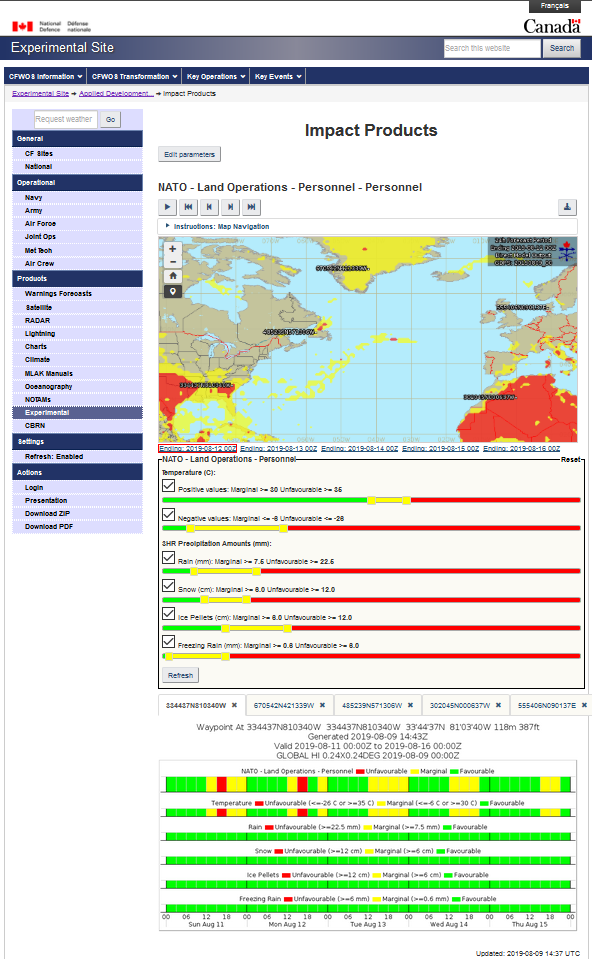 Français
National Défense
Defence nationale
Canada
Experimental Site
Search this website
Search
CFWOS Information
CFWOS Transformation
Key Operations
Key Events
Experimental Site → Applied Development... → Impact Products
Request weather
Go
General
CF Sites
National
Operational
Navy
Army
Air Force
Joint Ops
Met Tech
Air Crew
Products
Warnings Forecasts
Satellite
RADAR
Lightning
Charts
Climate
MLAK Manuals
Oceanography
NOTAMs
Experimental
CBRN
Settings
Refresh: Enabled
Actions
Login
Presentation
Download ZIP
Download PDF
Impact Products
Edit parameters
NATO - Land Operations - Personnel - Personnel
Instructions: Map Navigation
+
−
Ending: 2019-08-12 00Z Ending: 2019-08-13 00Z Ending: 2019-08-14 00Z Ending: 2019-08-15 00Z Ending: 2019-08-16 00Z
NATO - Land Operations - Personnel
Reset
Temperature (C):
Positive values: Marginal >= 30 Unfavourable >= 35
Negative values: Marginal <= -6 Unfavourable <= -26
3HR Precipitation Amounts (mm):
Rain (mm): Marginal >= 7.5 Unfavourable >= 22.5
Snow (cm): Marginal >= 6.0 Unfavourable >= 12.0
Ice Pellets (cm): Marginal >= 6.0 Unfavourable >= 12.0
Freezing Rain (mm): Marginal >= 0.6 Unfavourable >= 6.0
Refresh
334437N810340W ✖ 670542N421339W ✖ 485239N571306W ✖ 302045N000637W ✖ 555406N090137E ✖
Waypoint At 334437N810340W 334437N810340W 33°44'37N 81°03'40W 118m 387ft
Generated 2019-08-09 14:43Z
Valid 2019-08-11 00:00Z to 2019-08-16 00:00Z
GLOBAL HI 0.24X0.24DEG 2019-08-09 00:00Z
NATO - Land Operations - Personnel Unfavourable Marginal Favourable
Temperature Unfavourable (<=-26 C or >=35 C) Marginal (<=-6 C or >=30 C) Favourable
Rain Unfavourable (>=22.5 mm) Marginal (>=7.5 mm) Favourable
Snow Unfavourable (>=12 cm) Marginal (>=6 cm) Favourable
Ice Pellets Unfavourable (>=12 cm) Marginal (>=6 cm) Favourable
Freezing Rain Unfavourable (>=6 mm) Marginal (>=0.6 mm) Favourable
00 06 12 18 00 06 12 18 00 06 12 18 00 06 12 18 00 06 12 18 00
Sun Aug 11 Mon Aug 12 Tue Aug 13 Wed Aug 14 Thu Aug 15
Updated: 2019-08-09 14:37 UTC